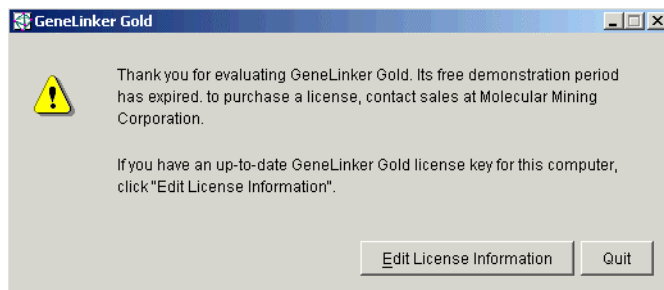 GeneLinker Gold
Thank you for evaluating GeneLinker Gold. Its free demonstration period
has expired. to purchase a license, contact sales at Molecular Mining
Corporation.
If you have an up-to-date GeneLinker Gold license key for this computer,
click "Edit License Information".
Edit License Information Quit